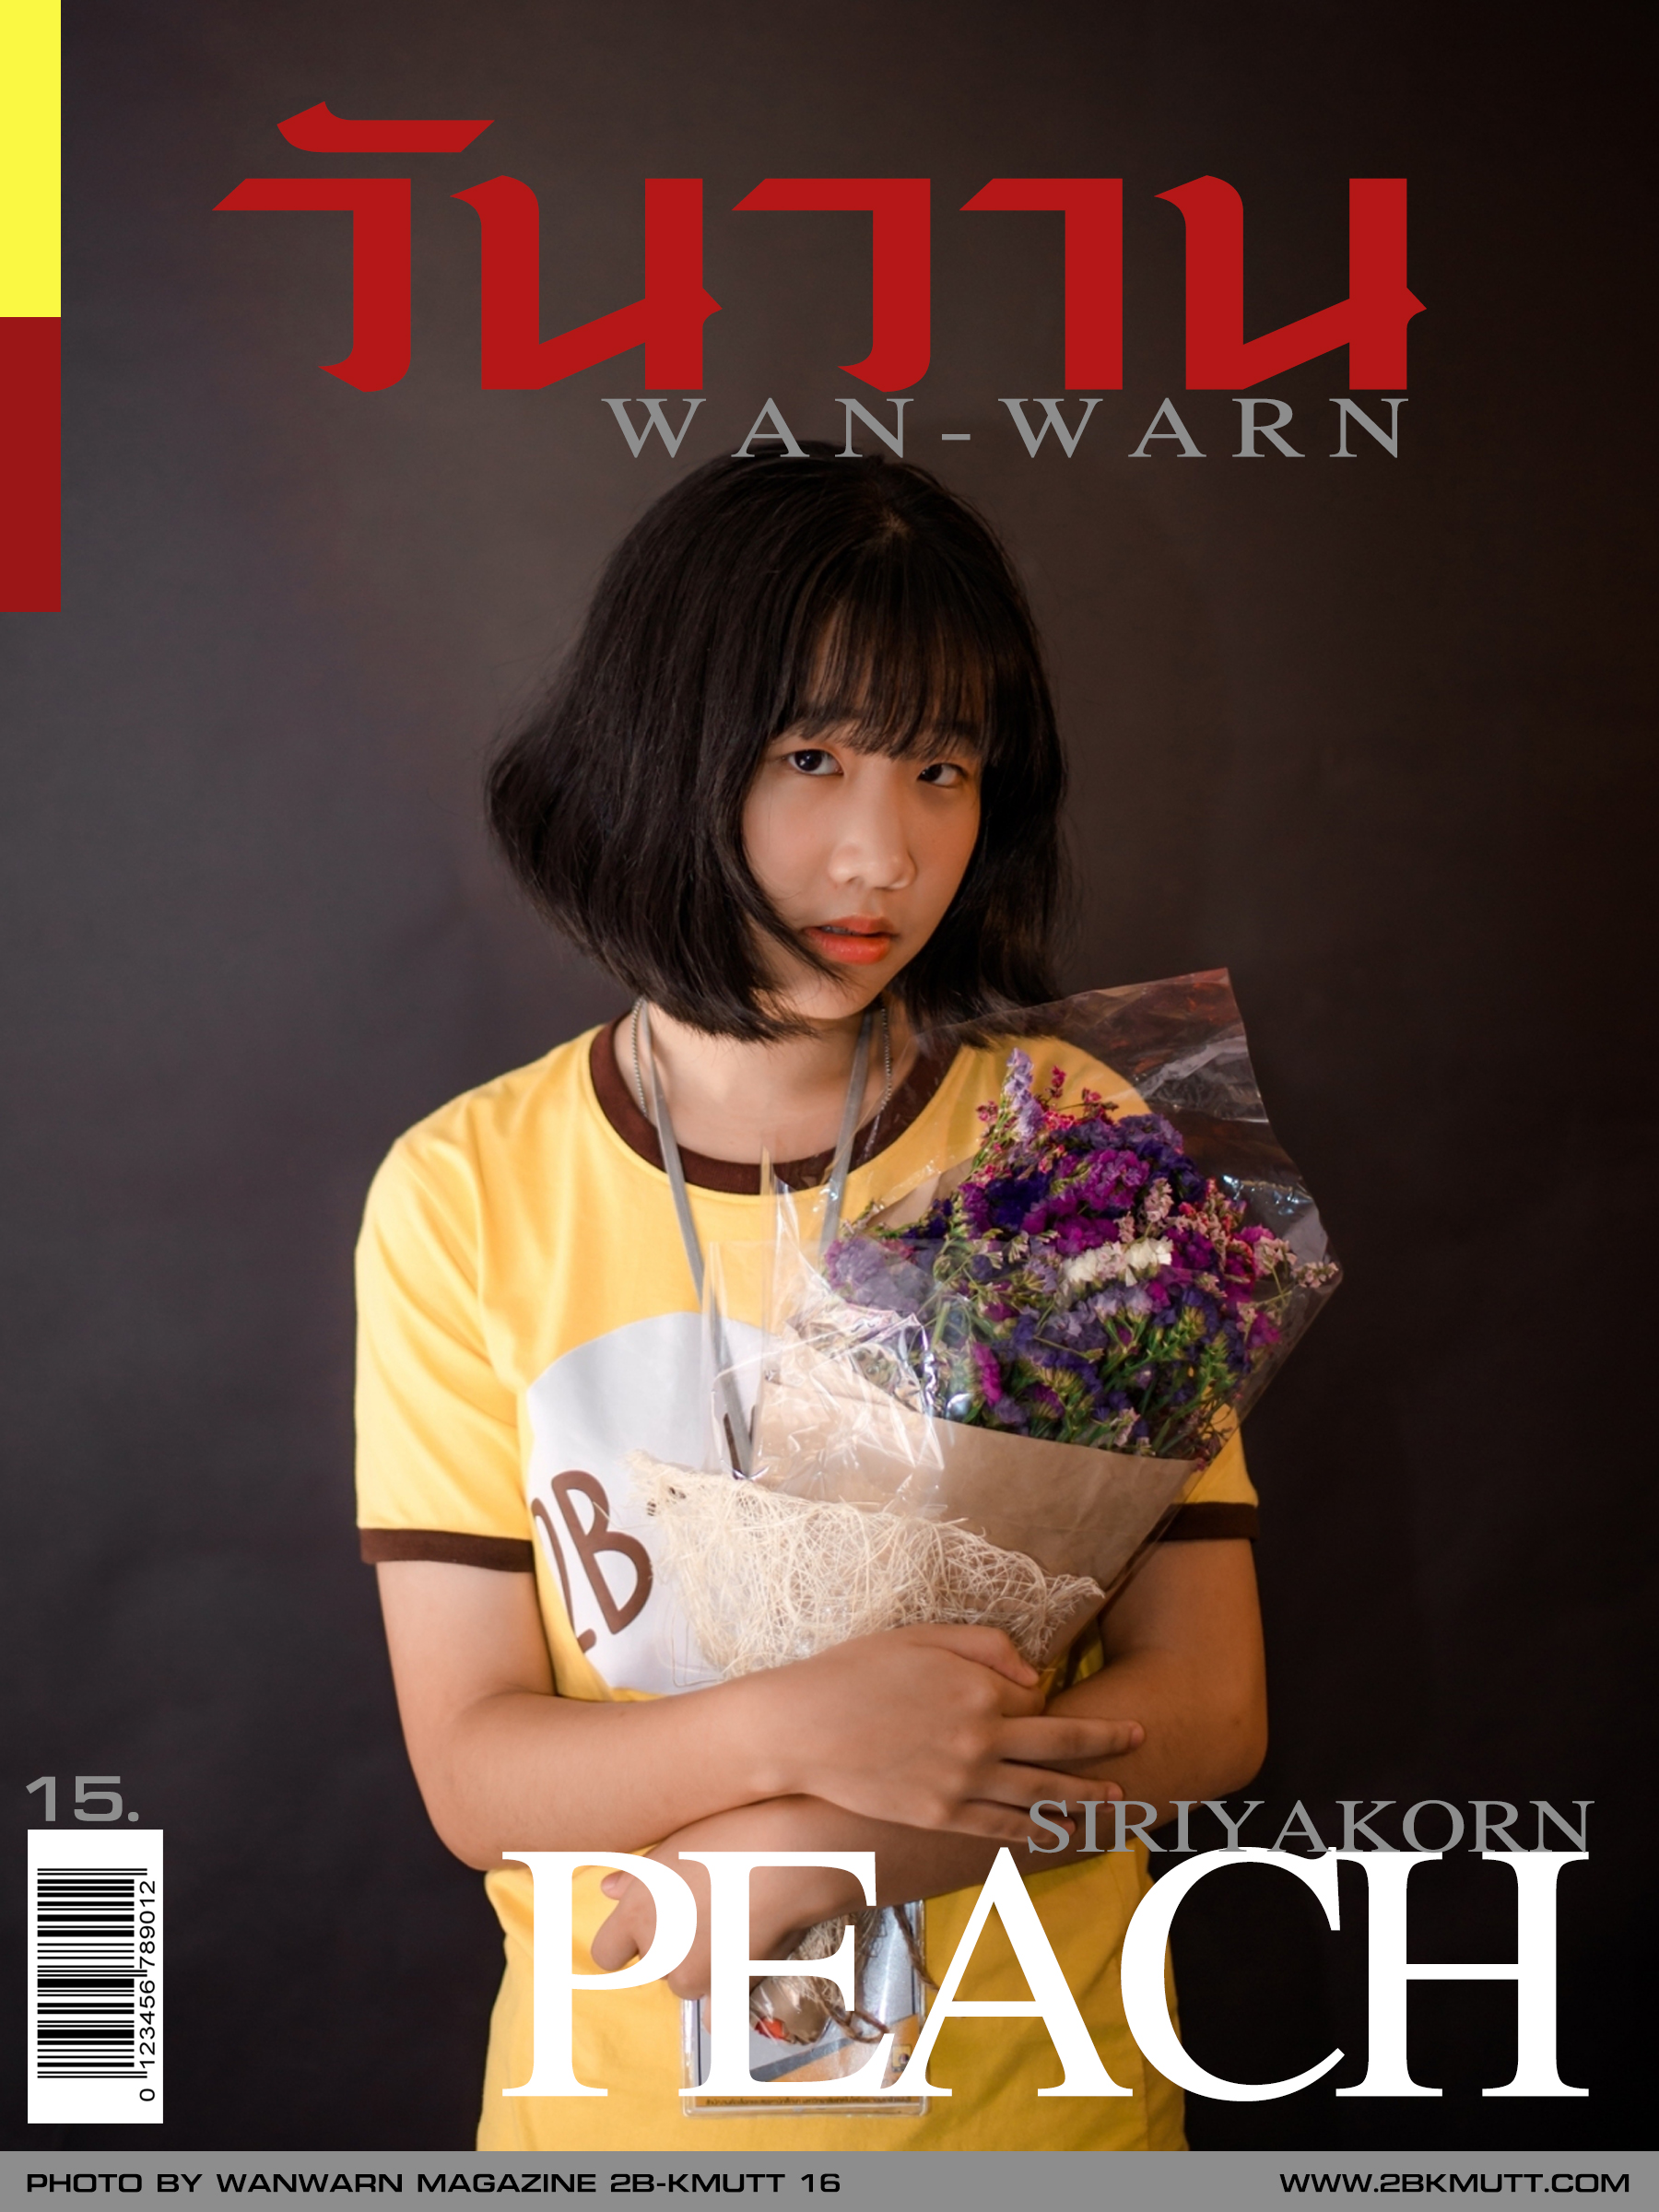 วันวาน
WAN-WARN
2B
15.
0 123456 789012
SIRIYAKORN
PEACH
PHOTO BY WANWARN MAGAZINE 2B-KMUTT 16
WWW.2BKMUTT.COM